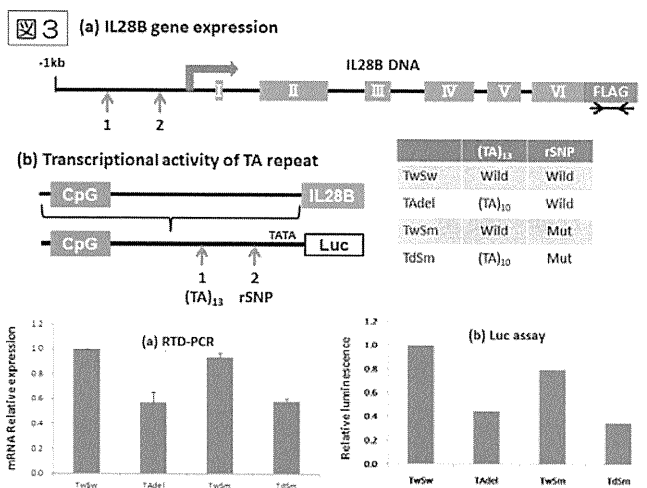 図3
(a) IL28B gene expression
-1kb
IL28B DNA
I II III IV V VI FLAG
1 2
(b) Transcriptional activity of TA repeat
CpG IL28B
CpG TATA Luc
1 2
(TA)13 rSNP
(TA)13 rSNP
TwSw Wild Wild
TAdel (TA)10 Wild
TwSm Wild Mut
TdSm (TA)10 Mut
(a) RTD-PCR
mRNA Relative expression
1.2
1.0
0.8
0.6
0.4
0.2
0.0
TwSw TAdel TwSm TdSm
(b) Luc assay
Relative luminescence
1.2
1.0
0.8
0.6
0.4
0.2
0.0
TwSw TAdel TwSm TdSm